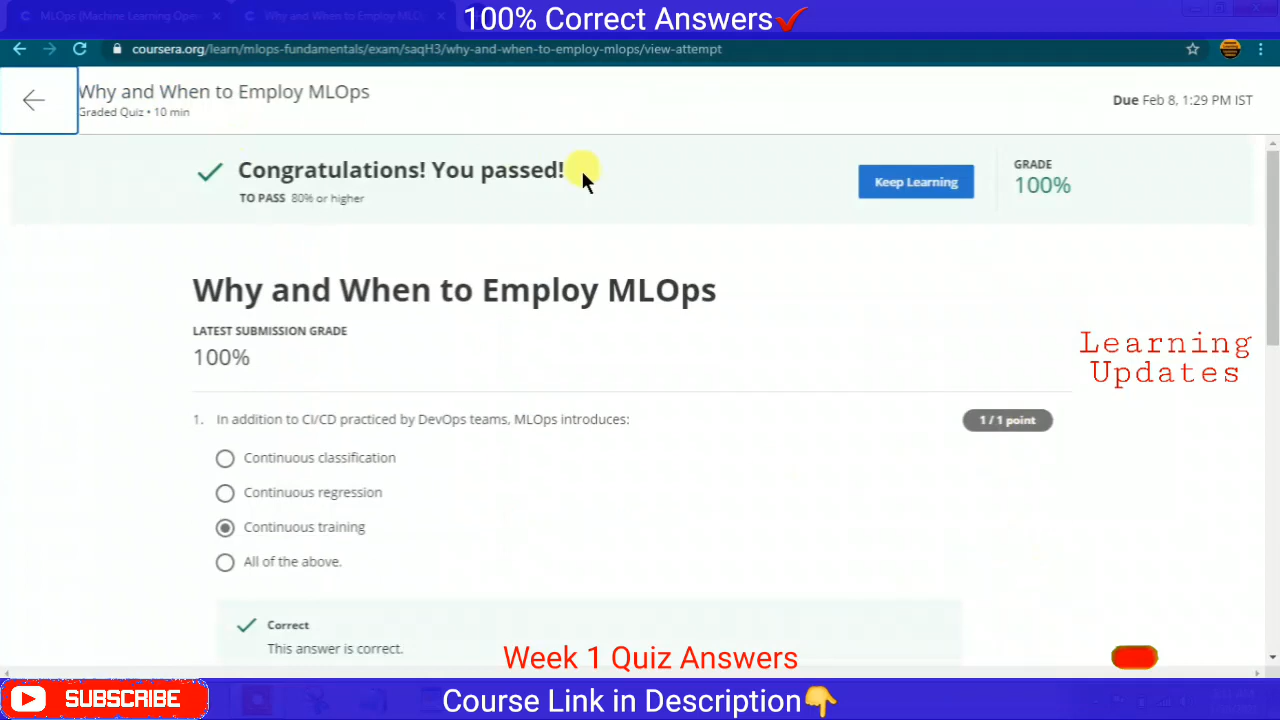 100% Correct Answers✔
MLOps (Machine Learning Ope
Why and When to Employ MLO
coursera.org/learn/mlops-fundamentals/exam/saqH3/why-and-when-to-employ-mlops/view-attempt
Why and When to Employ MLOps
Graded Quiz • 10 min
Due Feb 8, 1:29 PM IST
Congratulations! You passed!
TO PASS 80% or higher
Keep Learning
GRADE
100%
Why and When to Employ MLOps
LATEST SUBMISSION GRADE
100%
Learning
Updates
1. In addition to CI/CD practiced by DevOps teams, MLOps introduces:
1 / 1 point
Continuous classification
Continuous regression
Continuous training
All of the above.
Correct
This answer is correct.
Week 1 Quiz Answers
SUBSCRIBE
Course Link in Description👇